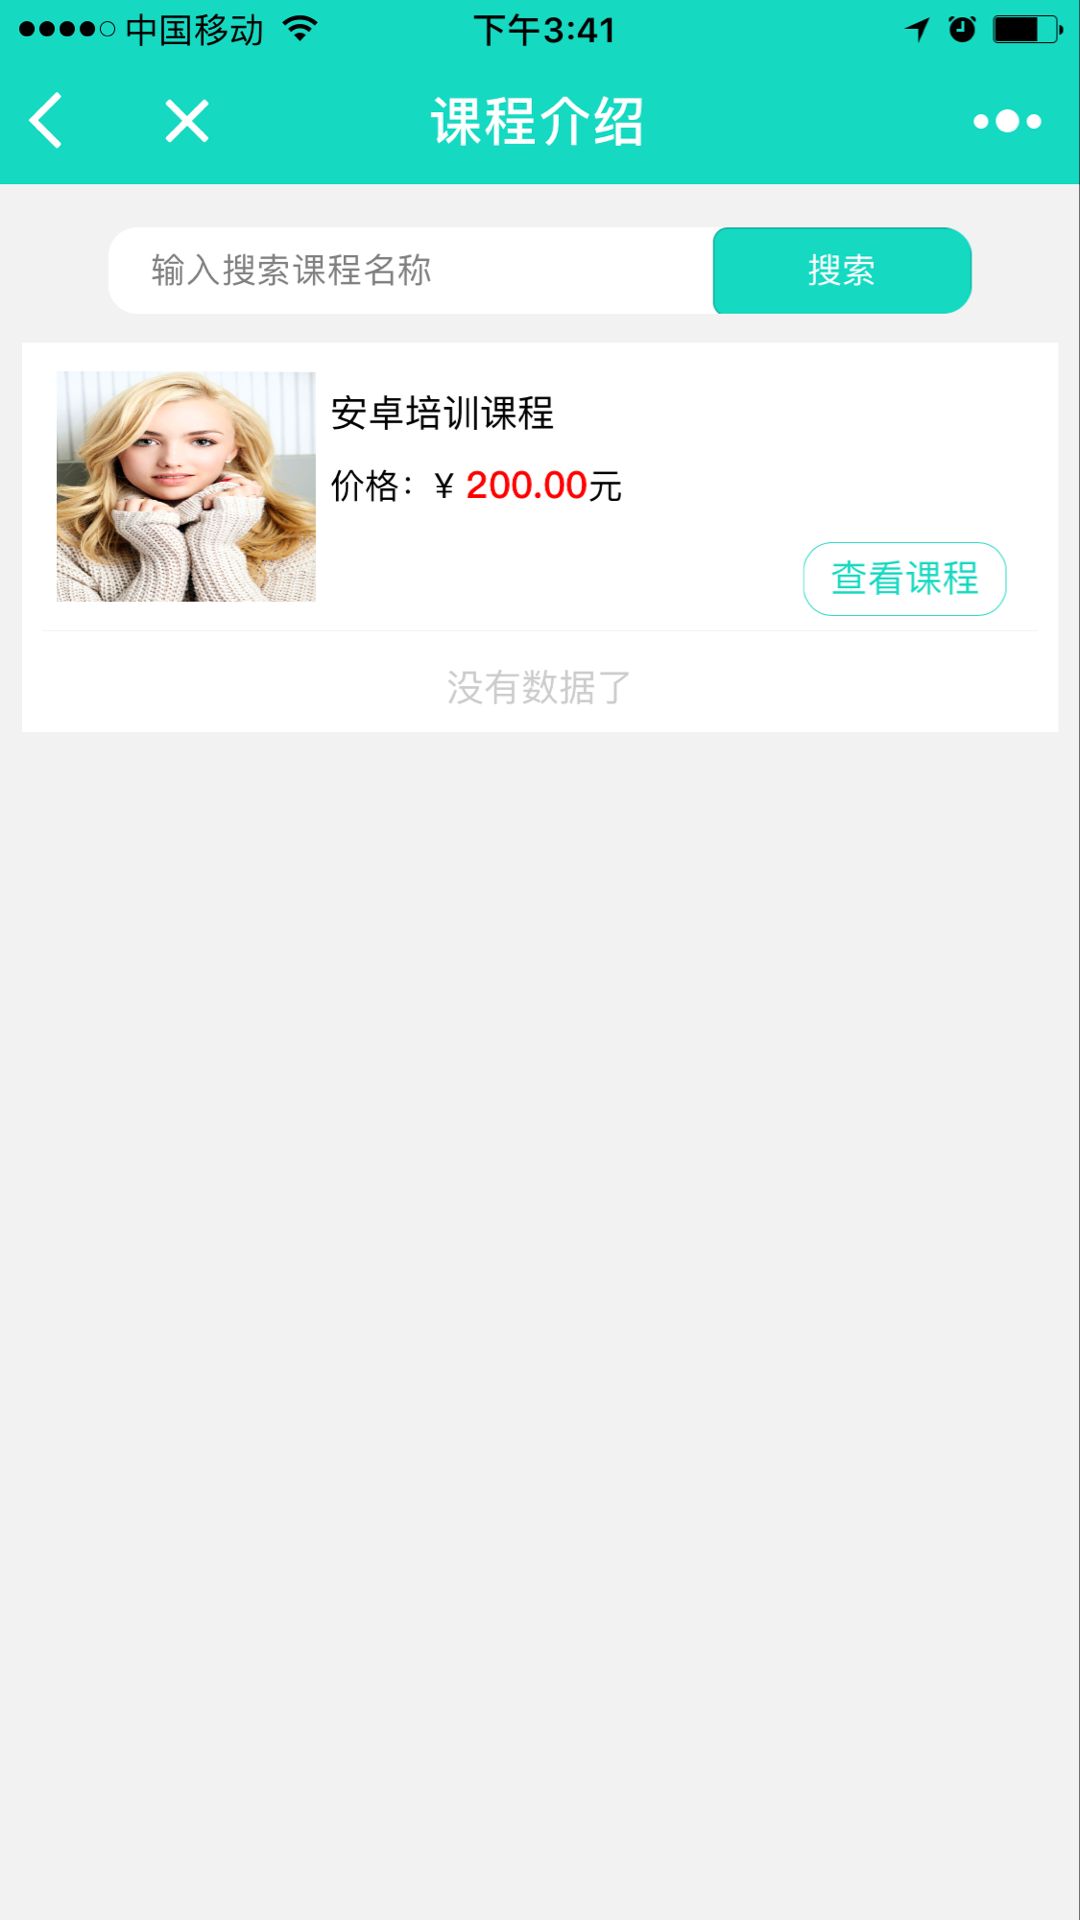 中国移动 下午3:41
课程介绍
输入搜索课程名称 搜索
安卓培训课程
价格：¥ 200.00元
查看课程
没有数据了